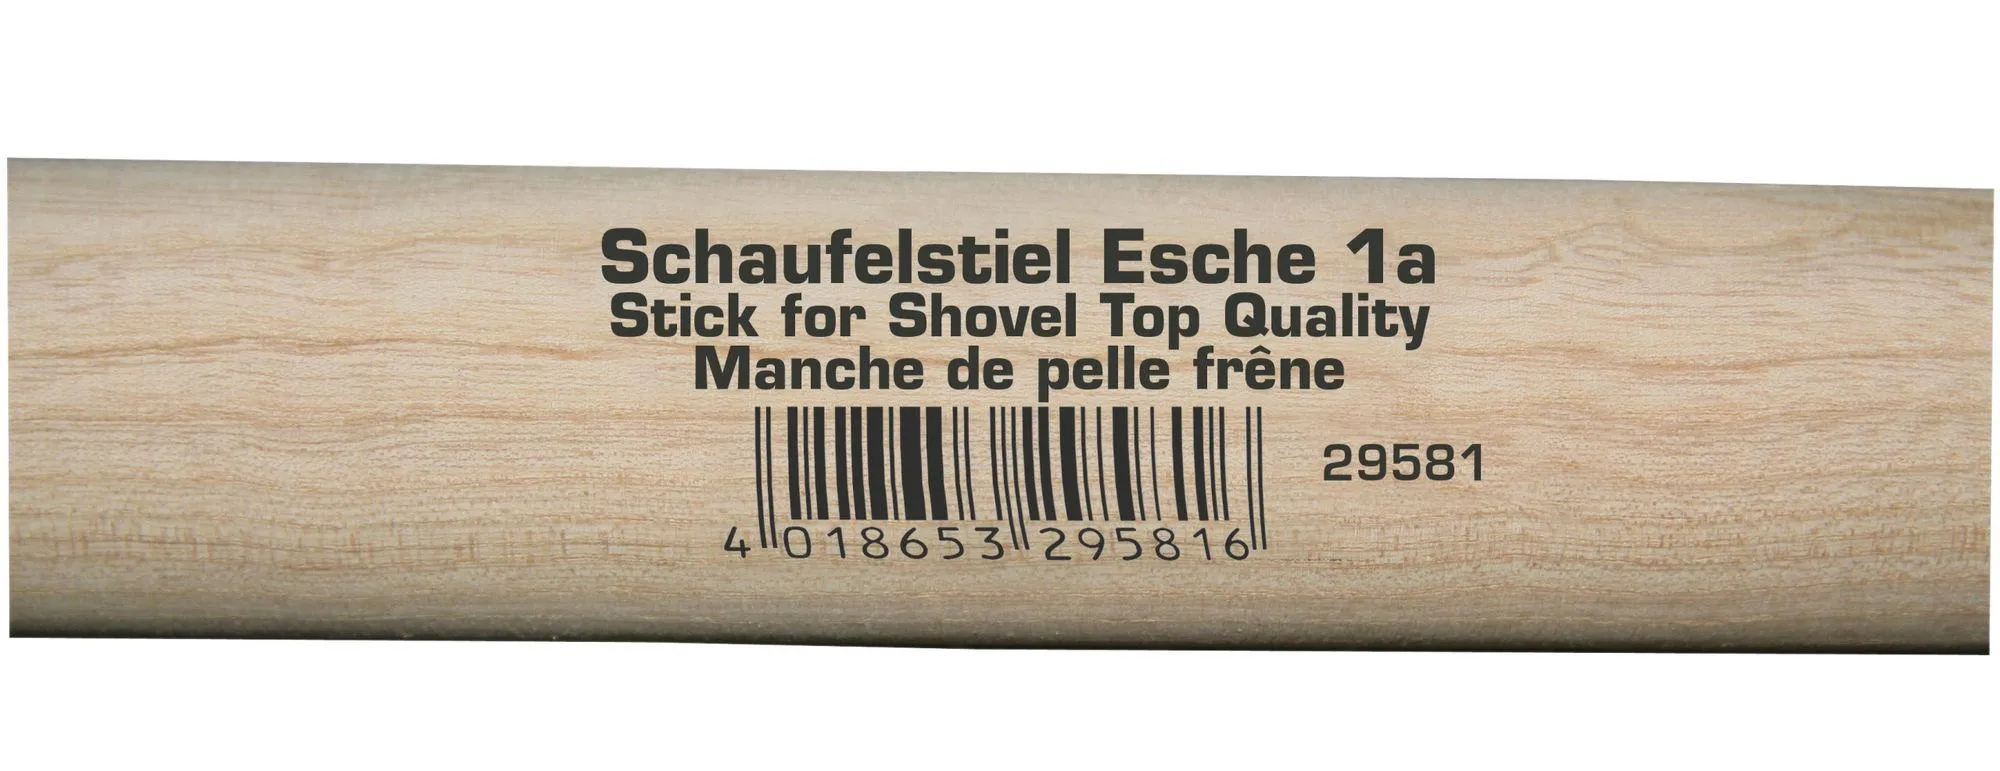 Schaufelstiel Esche 1a
Stick for Shovel Top Quality
Manche de pelle frêne
29581
4 018653 295816